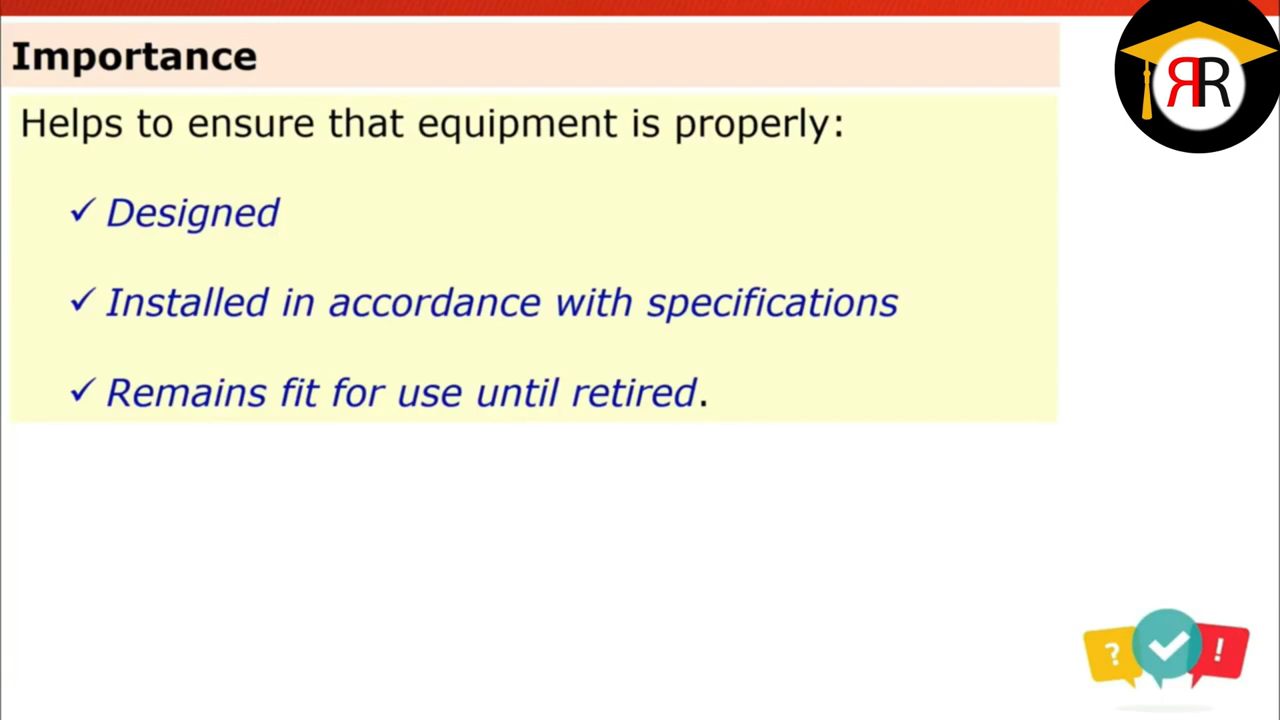 Importance
Helps to ensure that equipment is properly:
✓ Designed
✓ Installed in accordance with specifications
✓ Remains fit for use until retired.
ЯR
? !